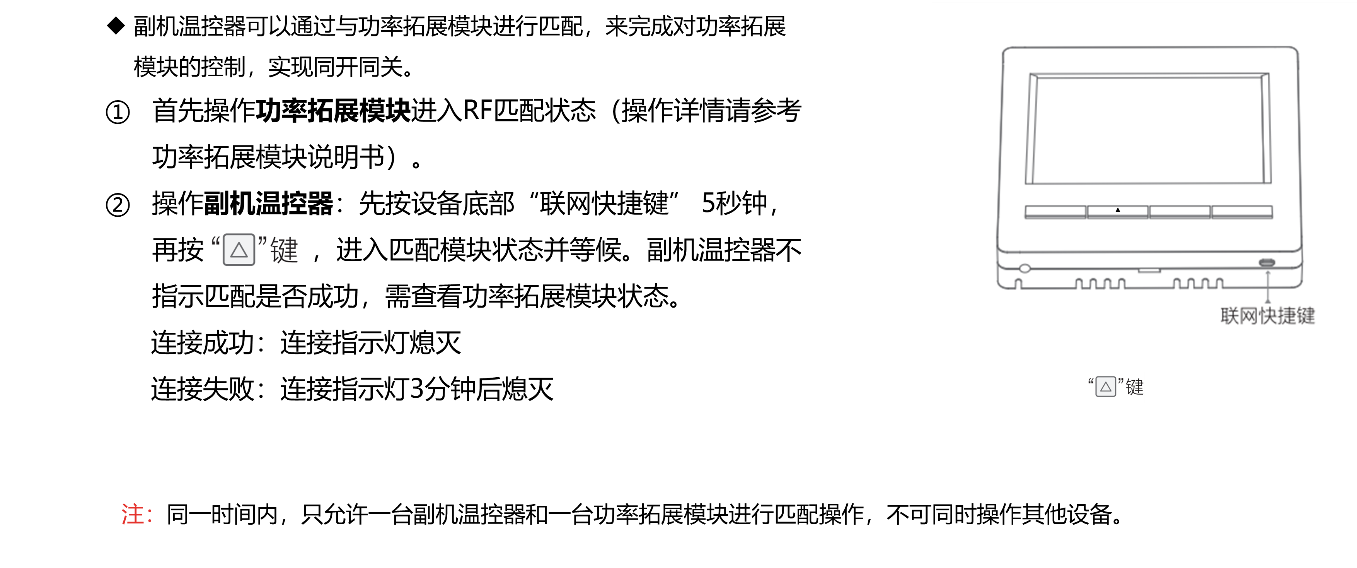 ◆ 副机温控器可以通过与功率拓展模块进行匹配，来完成对功率拓展
模块的控制，实现同开同关。
① 首先操作功率拓展模块进入RF匹配状态（操作详情请参考
功率拓展模块说明书）。
② 操作副机温控器：先按设备底部“联网快捷键” 5秒钟，
再按“△”键 ，进入匹配模块状态并等候。副机温控器不
指示匹配是否成功，需查看功率拓展模块状态。
连接成功：连接指示灯熄灭
连接失败：连接指示灯3分钟后熄灭
▲
联网快捷键
“△”键
注：同一时间内，只允许一台副机温控器和一台功率拓展模块进行匹配操作，不可同时操作其他设备。